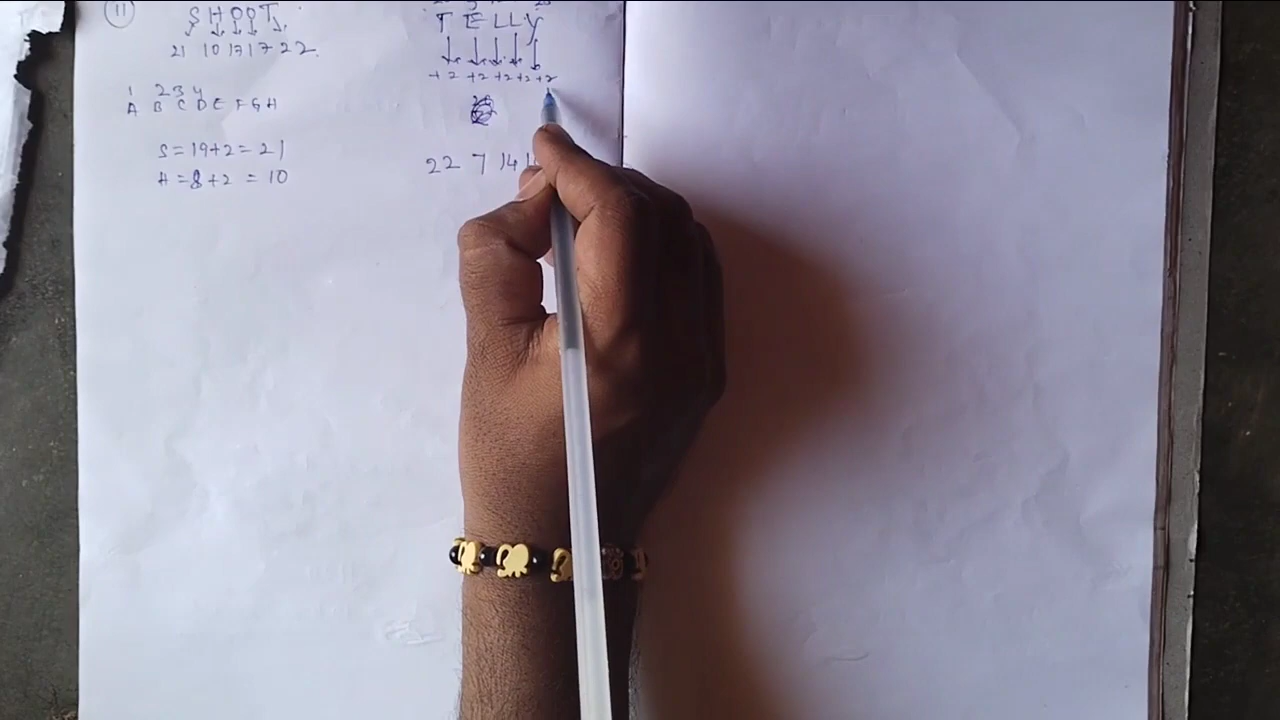 11
SHOOT
21 10 17 17 22.
1 2 3 4
A B C D E F G H
S = 19+2 = 21
H = 8+2 = 10
TELLY
+2 +2 +2 +2 +2
22 7 14